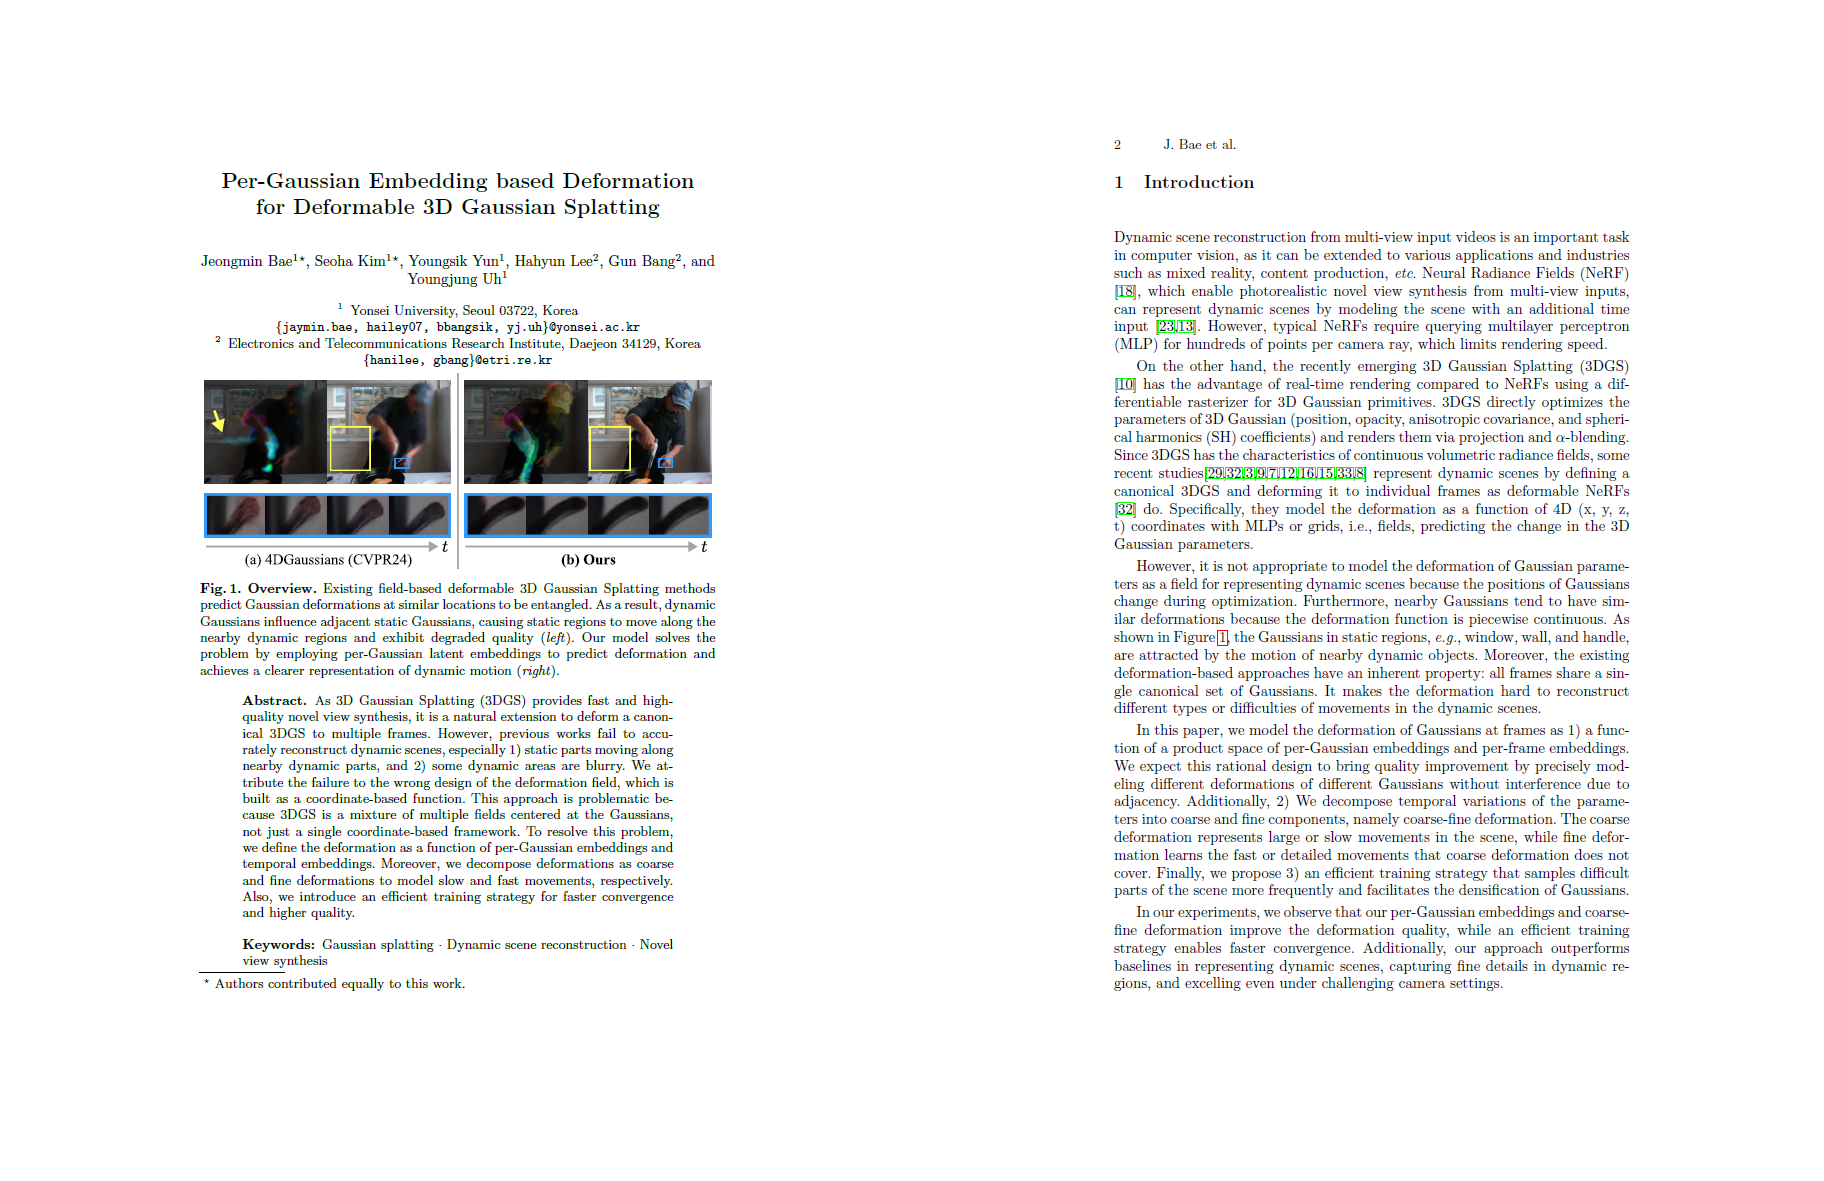 Per-Gaussian Embedding based Deformation
for Deformable 3D Gaussian Splatting
Jeongmin Bae¹⋆, Seoha Kim¹⋆, Youngsik Yun¹, Hahyun Lee², Gun Bang², and
Youngjung Uh¹
¹ Yonsei University, Seoul 03722, Korea
{jaymin.bae, hailey07, bbangsik, yj.uh}@yonsei.ac.kr
² Electronics and Telecommunications Research Institute, Daejeon 34129, Korea
{hanilee, gbang}@etri.re.kr
t
t
(a) 4DGaussians (CVPR24)
(b) Ours
Fig. 1. Overview. Existing field-based deformable 3D Gaussian Splatting methods
predict Gaussian deformations at similar locations to be entangled. As a result, dynamic
Gaussians influence adjacent static Gaussians, causing static regions to move along the
nearby dynamic regions and exhibit degraded quality (left). Our model solves the
problem by employing per-Gaussian latent embeddings to predict deformation and
achieves a clearer representation of dynamic motion (right).
Abstract. As 3D Gaussian Splatting (3DGS) provides fast and high-
quality novel view synthesis, it is a natural extension to deform a canon-
ical 3DGS to multiple frames. However, previous works fail to accu-
rately reconstruct dynamic scenes, especially 1) static parts moving along
nearby dynamic parts, and 2) some dynamic areas are blurry. We at-
tribute the failure to the wrong design of the deformation field, which is
built as a coordinate-based function. This approach is problematic be-
cause 3DGS is a mixture of multiple fields centered at the Gaussians,
not just a single coordinate-based framework. To resolve this problem,
we define the deformation as a function of per-Gaussian embeddings and
temporal embeddings. Moreover, we decompose deformations as coarse
and fine deformations to model slow and fast movements, respectively.
Also, we introduce an efficient training strategy for faster convergence
and higher quality.
Keywords: Gaussian splatting · Dynamic scene reconstruction · Novel
view synthesis
⋆ Authors contributed equally to this work.
2 J. Bae et al.
1 Introduction
Dynamic scene reconstruction from multi-view input videos is an important task
in computer vision, as it can be extended to various applications and industries
such as mixed reality, content production, etc. Neural Radiance Fields (NeRF)
[18], which enable photorealistic novel view synthesis from multi-view inputs,
can represent dynamic scenes by modeling the scene with an additional time
input [23,13]. However, typical NeRFs require querying multilayer perceptron
(MLP) for hundreds of points per camera ray, which limits rendering speed.
On the other hand, the recently emerging 3D Gaussian Splatting (3DGS)
[10] has the advantage of real-time rendering compared to NeRFs using a dif-
ferentiable rasterizer for 3D Gaussian primitives. 3DGS directly optimizes the
parameters of 3D Gaussian (position, opacity, anisotropic covariance, and spheri-
cal harmonics (SH) coefficients) and renders them via projection and α-blending.
Since 3DGS has the characteristics of continuous volumetric radiance fields, some
recent studies[29,32,3,9,7,12,16,15,33,8] represent dynamic scenes by defining a
canonical 3DGS and deforming it to individual frames as deformable NeRFs
[32] do. Specifically, they model the deformation as a function of 4D (x, y, z,
t) coordinates with MLPs or grids, i.e., fields, predicting the change in the 3D
Gaussian parameters.
However, it is not appropriate to model the deformation of Gaussian parame-
ters as a field for representing dynamic scenes because the positions of Gaussians
change during optimization. Furthermore, nearby Gaussians tend to have sim-
ilar deformations because the deformation function is piecewise continuous. As
shown in Figure 1, the Gaussians in static regions, e.g., window, wall, and handle,
are attracted by the motion of nearby dynamic objects. Moreover, the existing
deformation-based approaches have an inherent property: all frames share a sin-
gle canonical set of Gaussians. It makes the deformation hard to reconstruct
different types or difficulties of movements in the dynamic scenes.
In this paper, we model the deformation of Gaussians at frames as 1) a func-
tion of a product space of per-Gaussian embeddings and per-frame embeddings.
We expect this rational design to bring quality improvement by precisely mod-
eling different deformations of different Gaussians without interference due to
adjacency. Additionally, 2) We decompose temporal variations of the parame-
ters into coarse and fine components, namely coarse-fine deformation. The coarse
deformation represents large or slow movements in the scene, while fine defor-
mation learns the fast or detailed movements that coarse deformation does not
cover. Finally, we propose 3) an efficient training strategy that samples difficult
parts of the scene more frequently and facilitates the densification of Gaussians.
In our experiments, we observe that our per-Gaussian embeddings and coarse-
fine deformation improve the deformation quality, while an efficient training
strategy enables faster convergence. Additionally, our approach outperforms
baselines in representing dynamic scenes, capturing fine details in dynamic re-
gions, and excelling even under challenging camera settings.